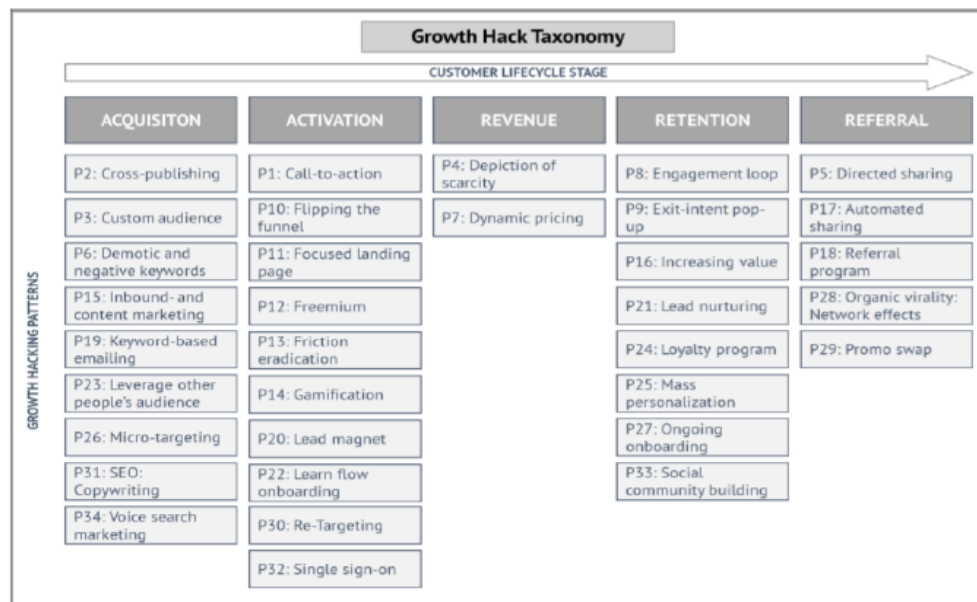 Growth Hack Taxonomy
CUSTOMER LIFECYCLE STAGE
GROWTH HACKING PATTERNS
ACQUISITON
P2: Cross-publishing
P3: Custom audience
P6: Demotic and
negative keywords
P15: Inbound- and
content marketing
P19: Keyword-based
emailing
P23: Leverage other
people's audience
P26: Micro-targeting
P31: SEO:
Copywriting
P34: Voice search
marketing
ACTIVATION
P1: Call-to-action
P10: Flipping the
funnel
P11: Focused landing
page
P12: Freemium
P13: Friction
eradication
P14: Gamification
P20: Lead magnet
P22: Learn flow
onboarding
P30: Re-Targeting
P32: Single sign-on
REVENUE
P4: Depiction of
scarcity
P7: Dynamic pricing
RETENTION
P8: Engagement loop
P9: Exit-intent pop-
up
P16: Increasing value
P21: Lead nurturing
P24: Loyalty program
P25: Mass
personalization
P27: Ongoing
onboarding
P33: Social
community building
REFERRAL
P5: Directed sharing
P17: Automated
sharing
P18: Referral
program
P28: Organic virality:
Network effects
P29: Promo swap